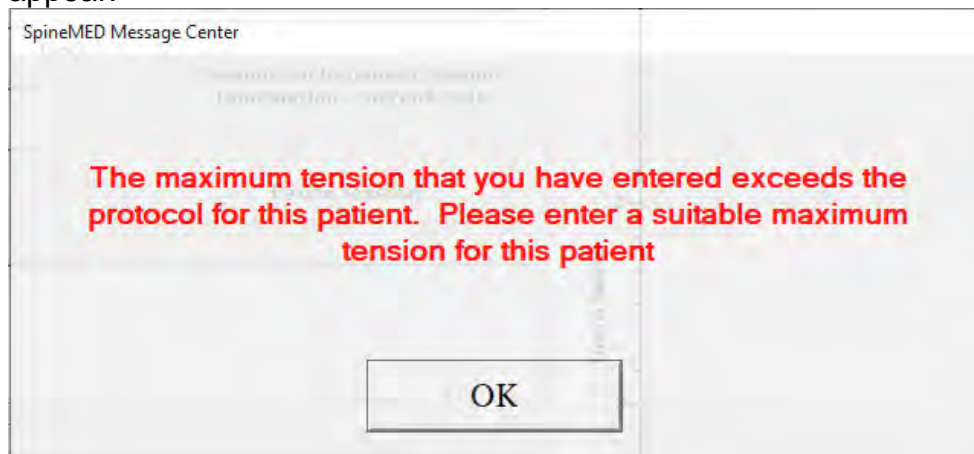 appear.
SpineMED Message Center
The maximum tension that you have entered exceeds the
protocol for this patient.  Please enter a suitable maximum
tension for this patient
OK